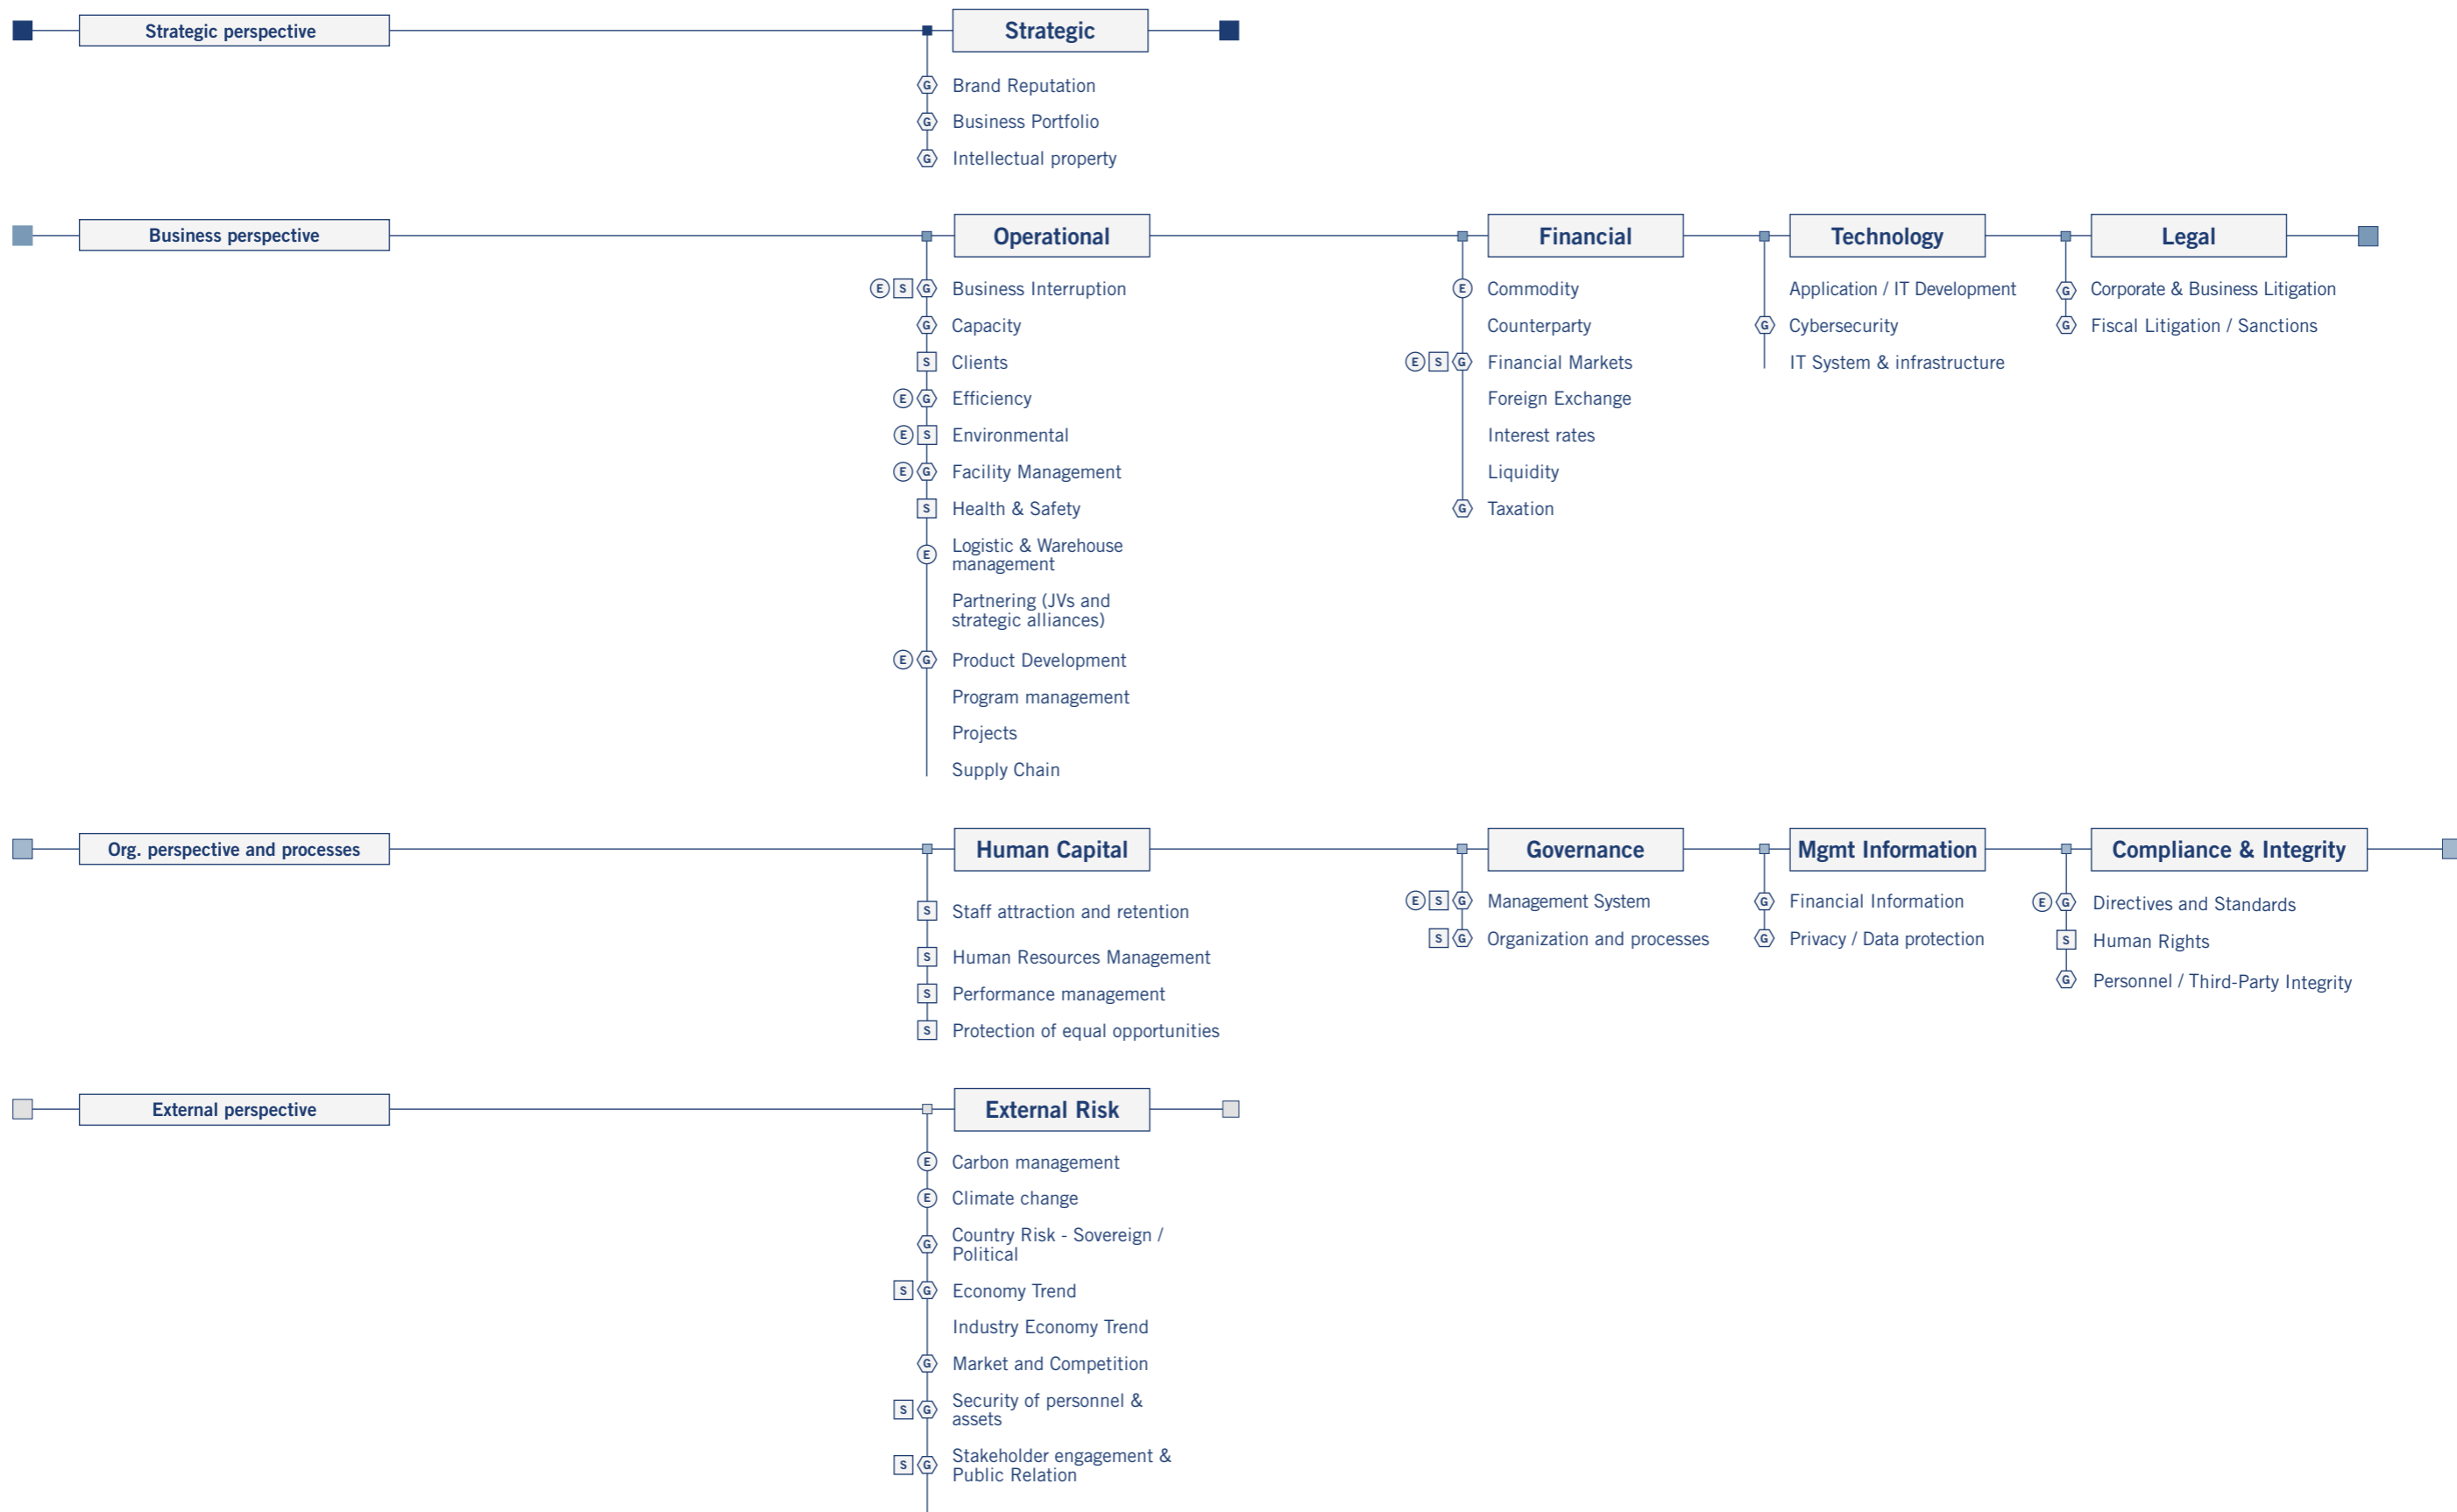 Strategic perspective
Strategic
G Brand Reputation
G Business Portfolio
G Intellectual property
Business perspective
Operational
E S G Business Interruption
G Capacity
S Clients
E G Efficiency
E S Environmental
E G Facility Management
S Health & Safety
E Logistic & Warehouse
management
Partnering (JVs and
strategic alliances)
E G Product Development
Program management
Projects
Supply Chain
Financial
E Commodity
Counterparty
E S G Financial Markets
Foreign Exchange
Interest rates
Liquidity
G Taxation
Technology
Application / IT Development
G Cybersecurity
IT System & infrastructure
Legal
G Corporate & Business Litigation
G Fiscal Litigation / Sanctions
Org. perspective and processes
Human Capital
S Staff attraction and retention
S Human Resources Management
S Performance management
S Protection of equal opportunities
Governance
E S G Management System
S G Organization and processes
Mgmt Information
G Financial Information
G Privacy / Data protection
Compliance & Integrity
E G Directives and Standards
S Human Rights
G Personnel / Third-Party Integrity
External perspective
External Risk
E Carbon management
E Climate change
G Country Risk - Sovereign /
Political
S G Economy Trend
Industry Economy Trend
G Market and Competition
S G Security of personnel &
assets
S G Stakeholder engagement &
Public Relation